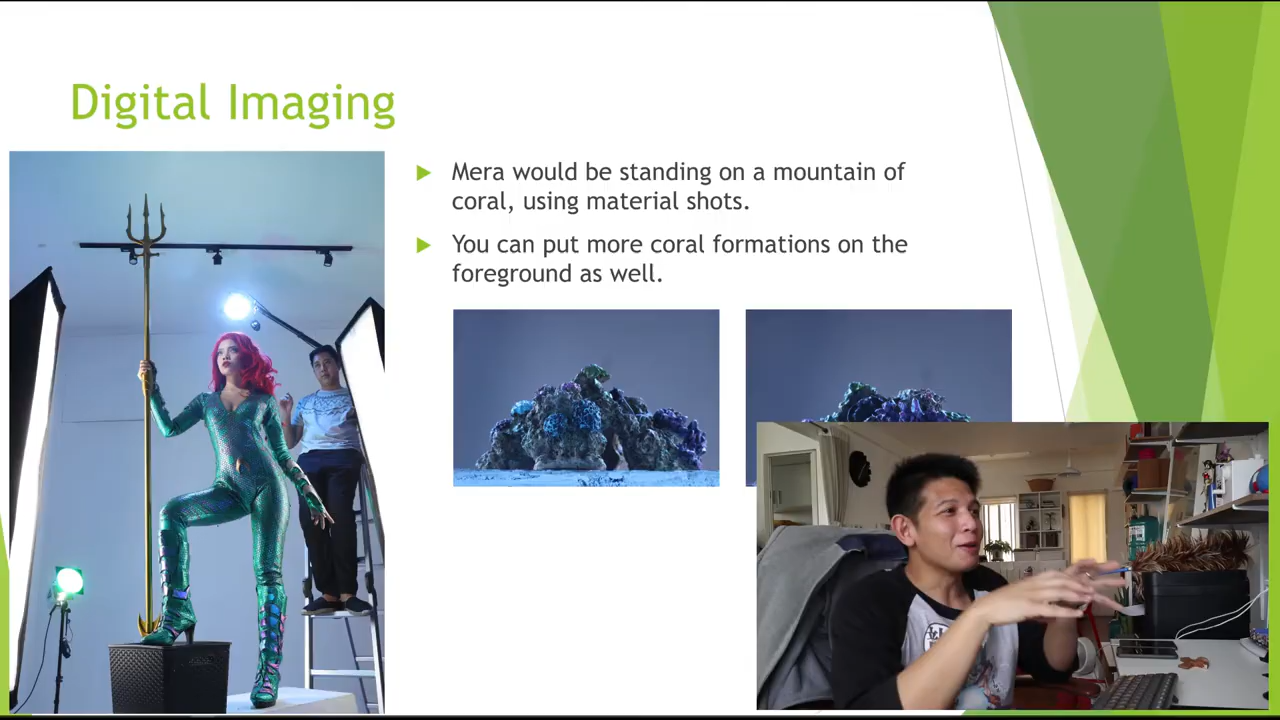 Digital Imaging
Mera would be standing on a mountain of
coral, using material shots.
You can put more coral formations on the
foreground as well.